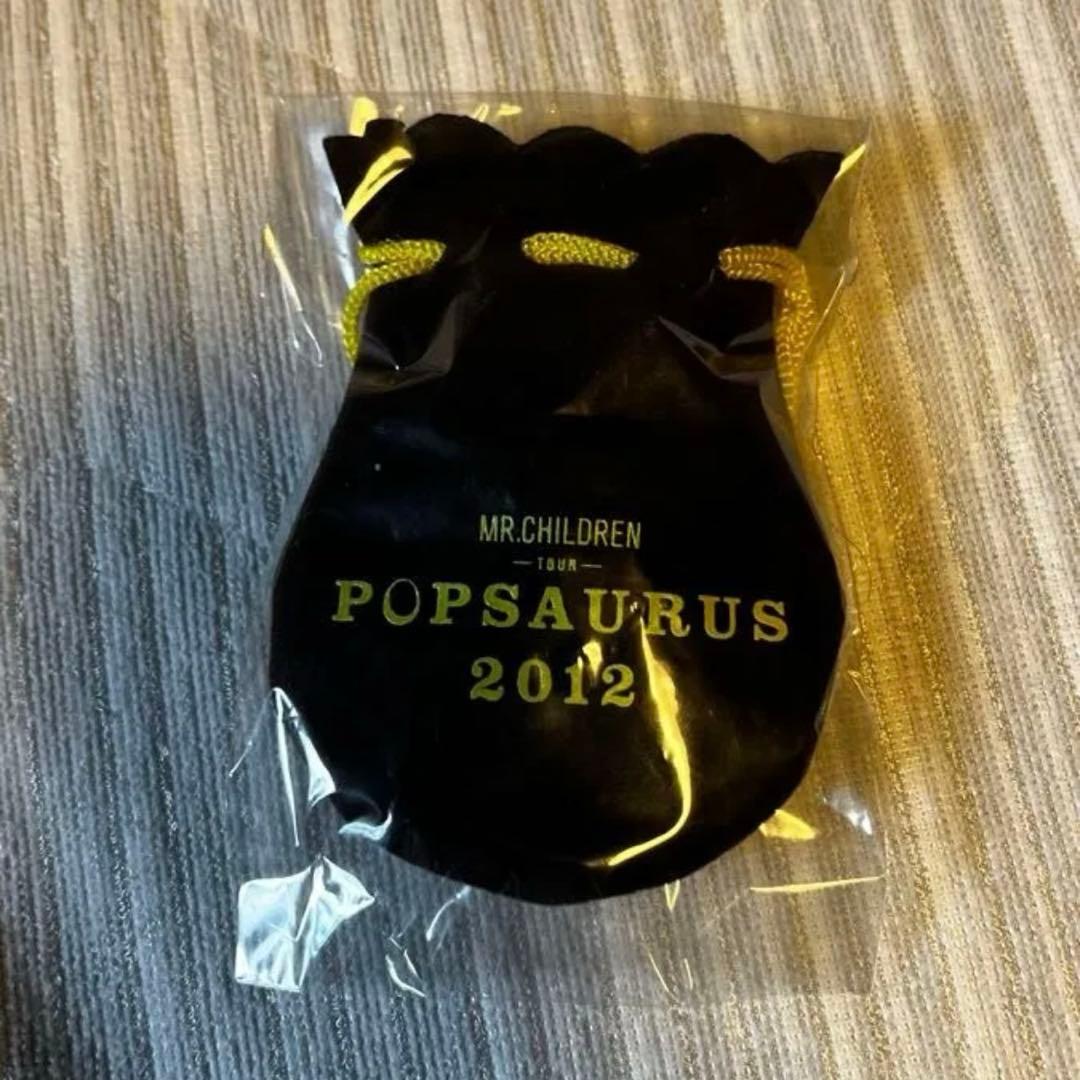 MR.CHILDREN
— TOUR —
POPSAURUS
2012